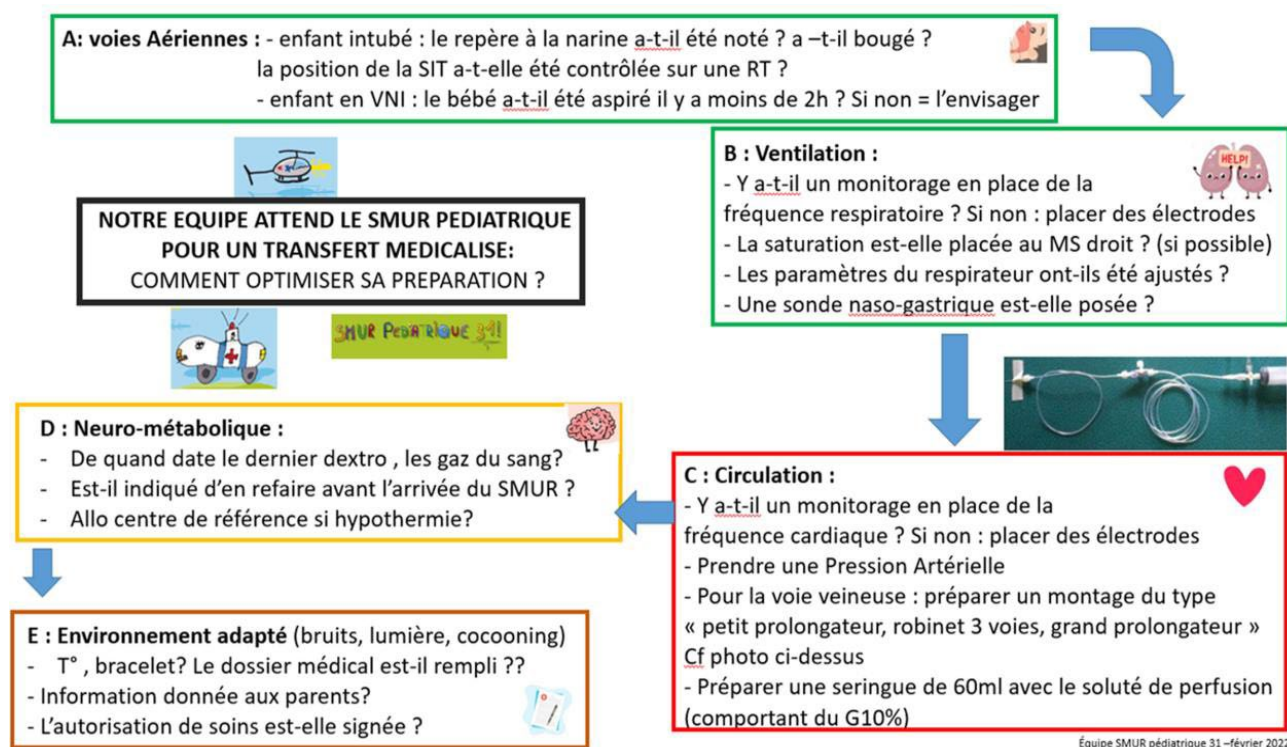 A: voies Aériennes : - enfant intubé : le repère à la narine a-t-il été noté ? a –t-il bougé ?
la position de la SIT a-t-elle été contrôlée sur une RT ?
- enfant en VNI : le bébé a-t-il été aspiré il y a moins de 2h ? Si non = l'envisager
B : Ventilation :
HELP!
- Y a-t-il un monitorage en place de la
fréquence respiratoire ? Si non : placer des électrodes
- La saturation est-elle placée au MS droit ? (si possible)
- Les paramètres du respirateur ont-ils été ajustés ?
- Une sonde naso-gastrique est-elle posée ?
NOTRE EQUIPE ATTEND LE SMUR PEDIATRIQUE
POUR UN TRANSFERT MEDICALISE:
COMMENT OPTIMISER SA PREPARATION ?
SMUR PEDIATRIQUE 31
C : Circulation :
- Y a-t-il un monitorage en place de la
fréquence cardiaque ? Si non : placer des électrodes
- Prendre une Pression Artérielle
- Pour la voie veineuse : préparer un montage du type
« petit prolongateur, robinet 3 voies, grand prolongateur »
Cf photo ci-dessus
- Préparer une seringue de 60ml avec le soluté de perfusion
(comportant du G10%)
D : Neuro-métabolique :
- De quand date le dernier dextro , les gaz du sang?
- Est-il indiqué d'en refaire avant l'arrivée du SMUR ?
- Allo centre de référence si hypothermie?
E : Environnement adapté (bruits, lumière, cocooning)
- T° , bracelet? Le dossier médical est-il rempli ??
- Information donnée aux parents?
- L'autorisation de soins est-elle signée ?
Équipe SMUR pédiatrique 31 –février 2022